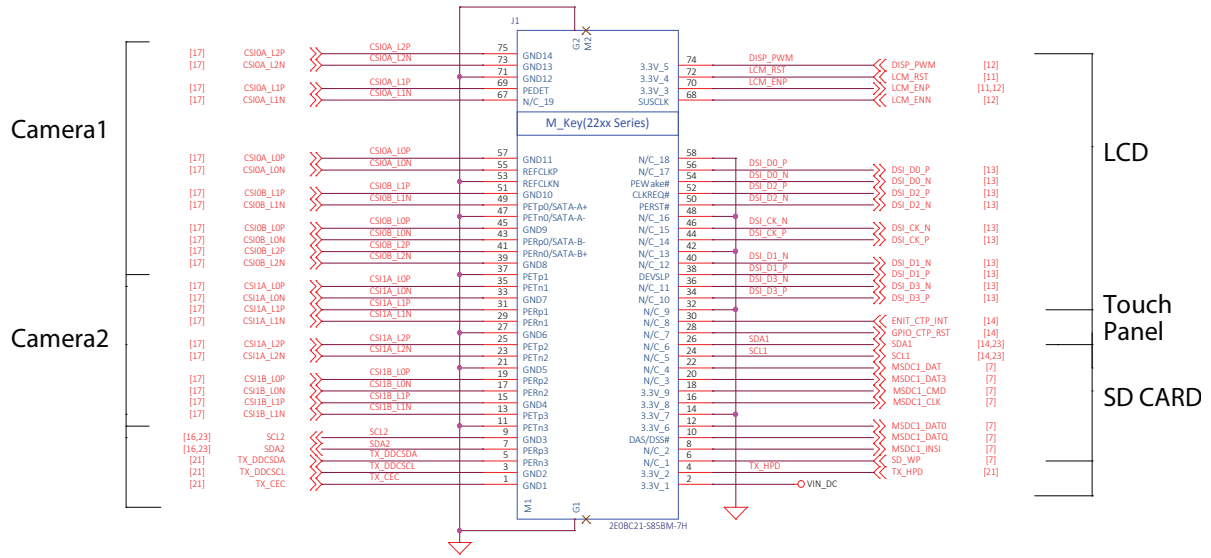 J1
G2
M2
Camera1
[17] CSI0A_L2P CSI0A_L2P 75 GND14
[17] CSI0A_L2N CSI0A_L2N 73 GND13
71 GND12
[17] CSI0A_L1P CSI0A_L1P 69 PEDET
[17] CSI0A_L1N CSI0A_L1N 67 N/C_19
M_Key(22xx Series)
[17] CSI0A_L0P CSI0A_L0P 57 GND11
[17] CSI0A_L0N CSI0A_L0N 55 REFCLKP
53 REFCLKN
[17] CSI0B_L1P CSI0B_L1P 51 GND10
[17] CSI0B_L1N CSI0B_L1N 49 PETp0/SATA-A+
47 PETn0/SATA-A-
[17] CSI0B_L0P CSI0B_L0P 45 GND9
[17] CSI0B_L0N CSI0B_L0N 43 PERp0/SATA-B-
[17] CSI0B_L2P CSI0B_L2P 41 PERn0/SATA-B+
[17] CSI0B_L2N CSI0B_L2N 39 GND8
37 PETp1
Camera2
[17] CSI1A_L0P CSI1A_L0P 35 PETn1
[17] CSI1A_L0N CSI1A_L0N 33 GND7
[17] CSI1A_L1P CSI1A_L1P 31 PERp1
[17] CSI1A_L1N CSI1A_L1N 29 PERn1
27 GND6
[17] CSI1A_L2P CSI1A_L2P 25 PETp2
[17] CSI1A_L2N CSI1A_L2N 23 PETn2
21 GND5
[17] CSI1B_L0P CSI1B_L0P 19 PERp2
[17] CSI1B_L0N CSI1B_L0N 17 PERn2
[17] CSI1B_L1P CSI1B_L1P 15 GND4
[17] CSI1B_L1N CSI1B_L1N 13 PETp3
11 PETn3
[16,23] SCL2 SCL2 9 GND3
[16,23] SDA2 SDA2 7 PERp3
[21] TX_DDCSDA TX_DDCSDA 5 PERn3
[21] TX_DDCSCL TX_DDCSCL 3 GND2
[21] TX_CEC TX_CEC 1 GND1
3.3V_5 74 DISP_PWM DISP_PWM [12]
3.3V_4 72 LCM_RST LCM_RST [11]
3.3V_3 70 LCM_ENP LCM_ENP [11,12]
SUSCLK 68 LCM_ENN [12]
LCD
N/C_18 58
N/C_17 56 DSI_D0_P DSI_D0_P [13]
PEWake# 54 DSI_D0_N DSI_D0_N [13]
CLKREQ# 52 DSI_D2_P DSI_D2_P [13]
PERST# 50 DSI_D2_N DSI_D2_N [13]
N/C_16 48
N/C_15 46 DSI_CK_N DSI_CK_N [13]
N/C_14 44 DSI_CK_P DSI_CK_P [13]
N/C_13 42
N/C_12 40 DSI_D1_N DSI_D1_N [13]
DEVSLP 38 DSI_D1_P DSI_D1_P [13]
N/C_11 36 DSI_D3_N DSI_D3_N [13]
N/C_10 34 DSI_D3_P DSI_D3_P [13]
N/C_9 32
Touch
Panel
N/C_8 30 ENIT_CTP_INT [14]
N/C_7 28 GPIO_CTP_RST [14]
N/C_6 26 SDA1 SDA1 [14,23]
N/C_5 24 SCL1 SCL1 [14,23]
SD CARD
N/C_4 22 MSDC1_DAT [7]
N/C_3 20 MSDC1_DAT3 [7]
3.3V_9 18 MSDC1_CMD [7]
3.3V_8 16 MSDC1_CLK [7]
3.3V_7 14
3.3V_6 12 MSDC1_DAT0 [7]
DAS/DSS# 10 MSDC1_DATQ [7]
N/C_2 8 MSDC1_INSI [7]
N/C_1 6 SD_WP [7]
3.3V_2 4 TX_HPD TX_HPD [21]
3.3V_1 2 VIN_DC
M1
G1
2E0BC21-S85BM-7H